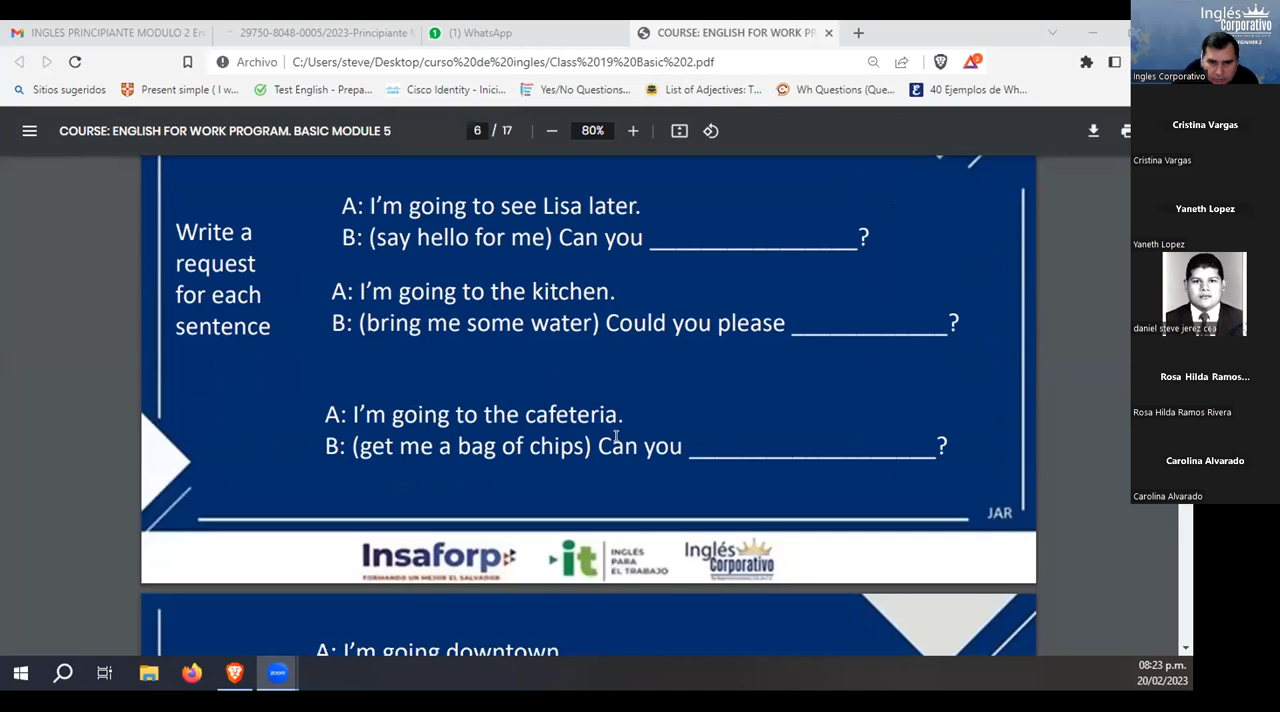 INGLES PRINCIPIANTE MODULO 2 En
29750-8048-0005/2023-Principiante M
(1) WhatsApp
COURSE: ENGLISH FOR WORK PR
Archivo
C:/Users/steve/Desktop/curso%20de%20ingles/Class%2019%20Basic%202.pdf
Sitios sugeridos
Present simple ( I w...
Test English - Prepa...
Cisco Identity - Inici...
Yes/No Questions...
List of Adjectives: T...
Wh Questions (Que...
40 Ejemplos de Wh...
COURSE: ENGLISH FOR WORK PROGRAM. BASIC MODULE 5
6 / 17
80%
Write a
request
for each
sentence
A: I'm going to see Lisa later.
B: (say hello for me) Can you _________________?
A: I'm going to the kitchen.
B: (bring me some water) Could you please _____________?
A: I'm going to the cafeteria.
B: (get me a bag of chips) Can you ____________________?
JAR
Insaforp
FORMANDO UN MEJOR EL SALVADOR
it
INGLÉS
PARA
EL TRABAJO
Inglés
Corporativo
A: I'm going downtown.
Inglés
Corporativo
Ingles Corporativo
Cristina Vargas
Cristina Vargas
Yaneth Lopez
Yaneth Lopez
daniel steve jerez cea
Rosa Hilda Ramos...
Rosa Hilda Ramos Rivera
Carolina Alvarado
Carolina Alvarado
zoom
08:23 p.m.
20/02/2023